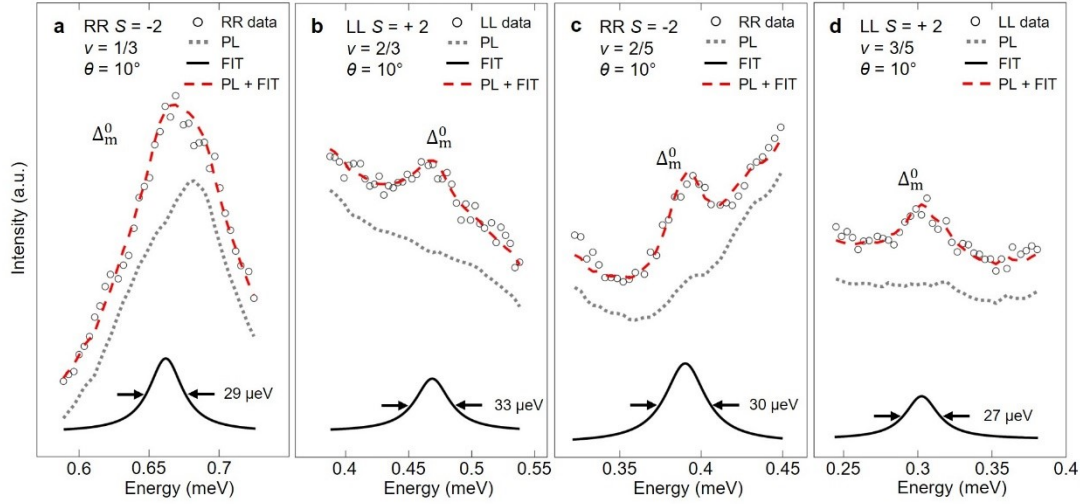 a RR S = -2
ν = 1/3
θ = 10°
RR data
PL
FIT
PL + FIT
Δ⁰ₘ
29 μeV
0.6 0.65 0.7
Energy (meV)
Intensity (a.u.)
b LL S = + 2
ν = 2/3
θ = 10°
LL data
PL
FIT
PL + FIT
Δ⁰ₘ
33 μeV
0.4 0.45 0.5 0.55
Energy (meV)
c RR S = -2
ν = 2/5
θ = 10°
RR data
PL
FIT
PL + FIT
Δ⁰ₘ
30 μeV
0.35 0.4 0.45
Energy (meV)
d LL S = + 2
ν = 3/5
θ = 10°
LL data
PL
FIT
PL + FIT
Δ⁰ₘ
27 μeV
0.25 0.3 0.35 0.4
Energy (meV)